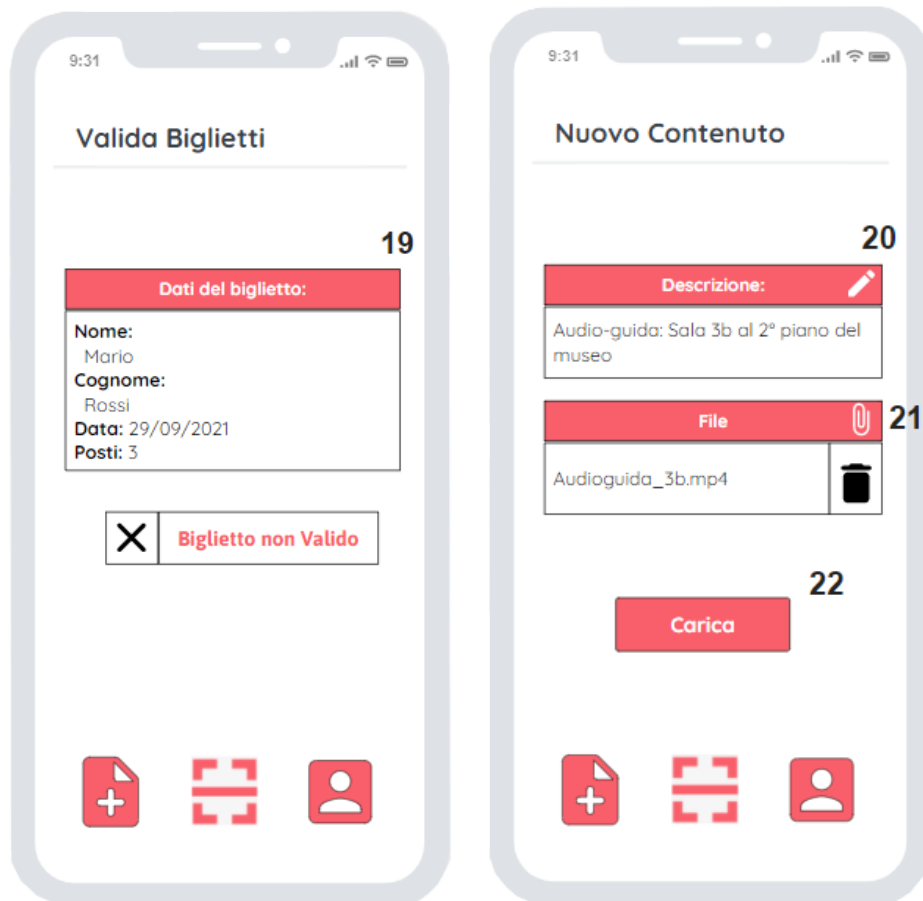 9:31
Valida Biglietti
19
Dati del biglietto:
Nome:
Mario
Cognome:
Rossi
Data: 29/09/2021
Posti: 3
Biglietto non Valido
9:31
Nuovo Contenuto
20
Descrizione:
Audio-guida: Sala 3b al 2° piano del
museo
File
21
Audioguida_3b.mp4
22
Carica